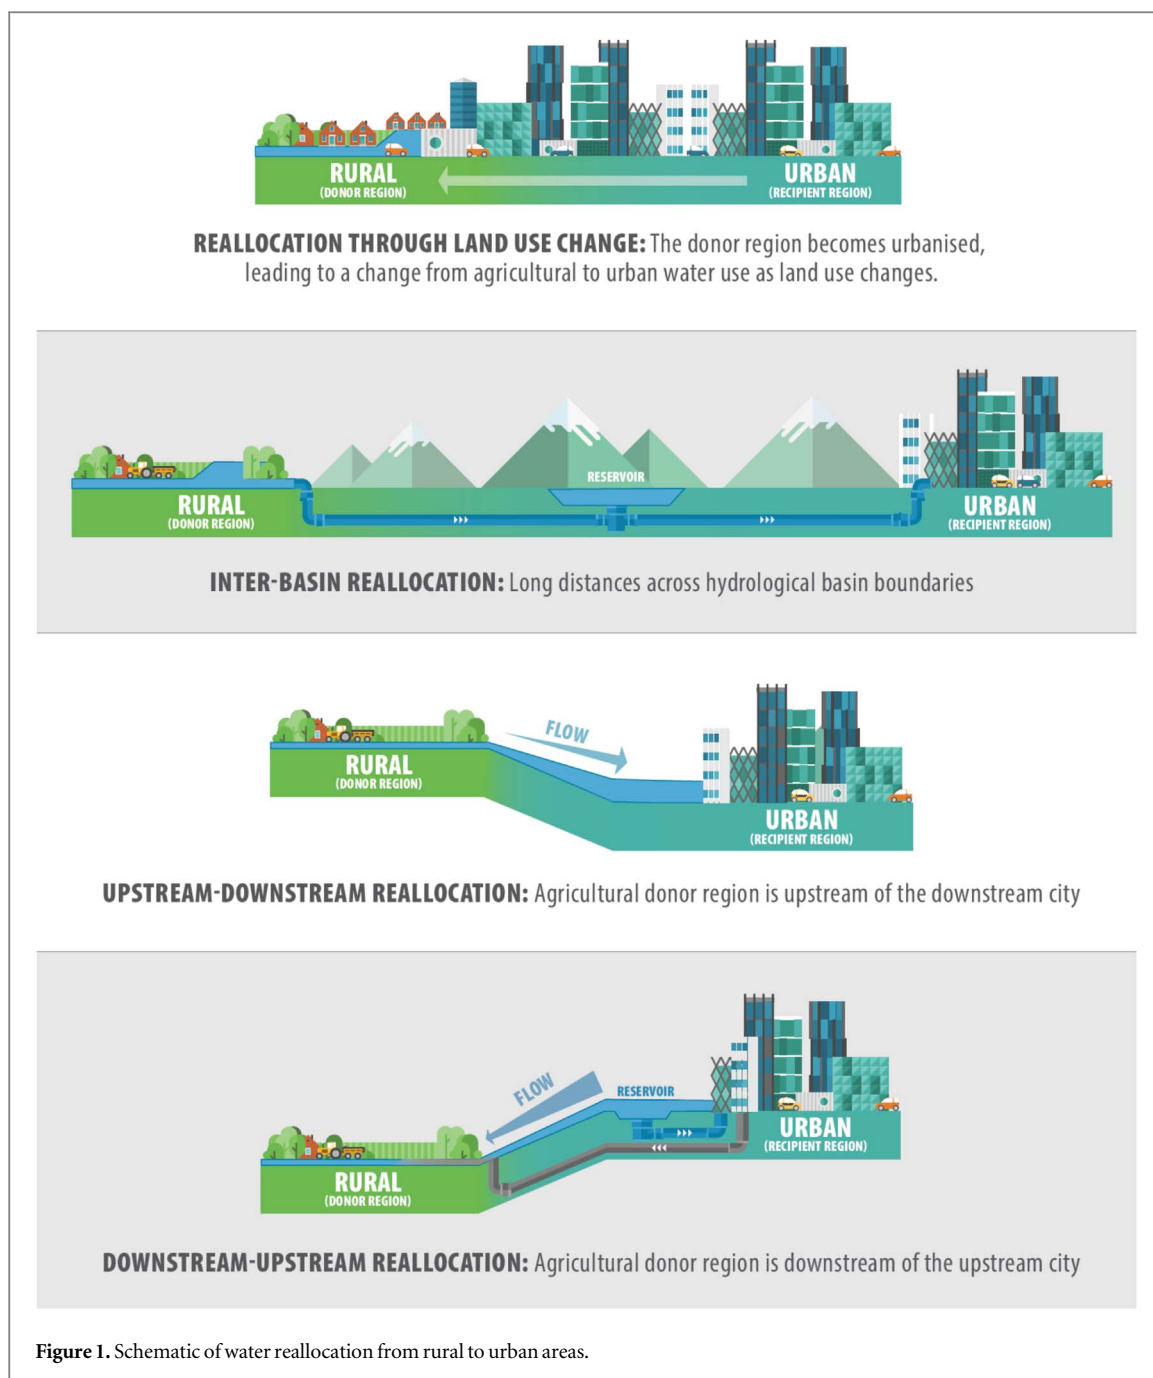 RURAL
(DONOR REGION)
URBAN
(RECIPIENT REGION)
REALLOCATION THROUGH LAND USE CHANGE: The donor region becomes urbanised,
leading to a change from agricultural to urban water use as land use changes.
RESERVOIR
RURAL
(DONOR REGION)
URBAN
(RECIPIENT REGION)
INTER-BASIN REALLOCATION: Long distances across hydrological basin boundaries
FLOW
RURAL
(DONOR REGION)
URBAN
(RECIPIENT REGION)
UPSTREAM-DOWNSTREAM REALLOCATION: Agricultural donor region is upstream of the downstream city
FLOW
RESERVOIR
URBAN
(RECIPIENT REGION)
RURAL
(DONOR REGION)
DOWNSTREAM-UPSTREAM REALLOCATION: Agricultural donor region is downstream of the upstream city
Figure 1. Schematic of water reallocation from rural to urban areas.